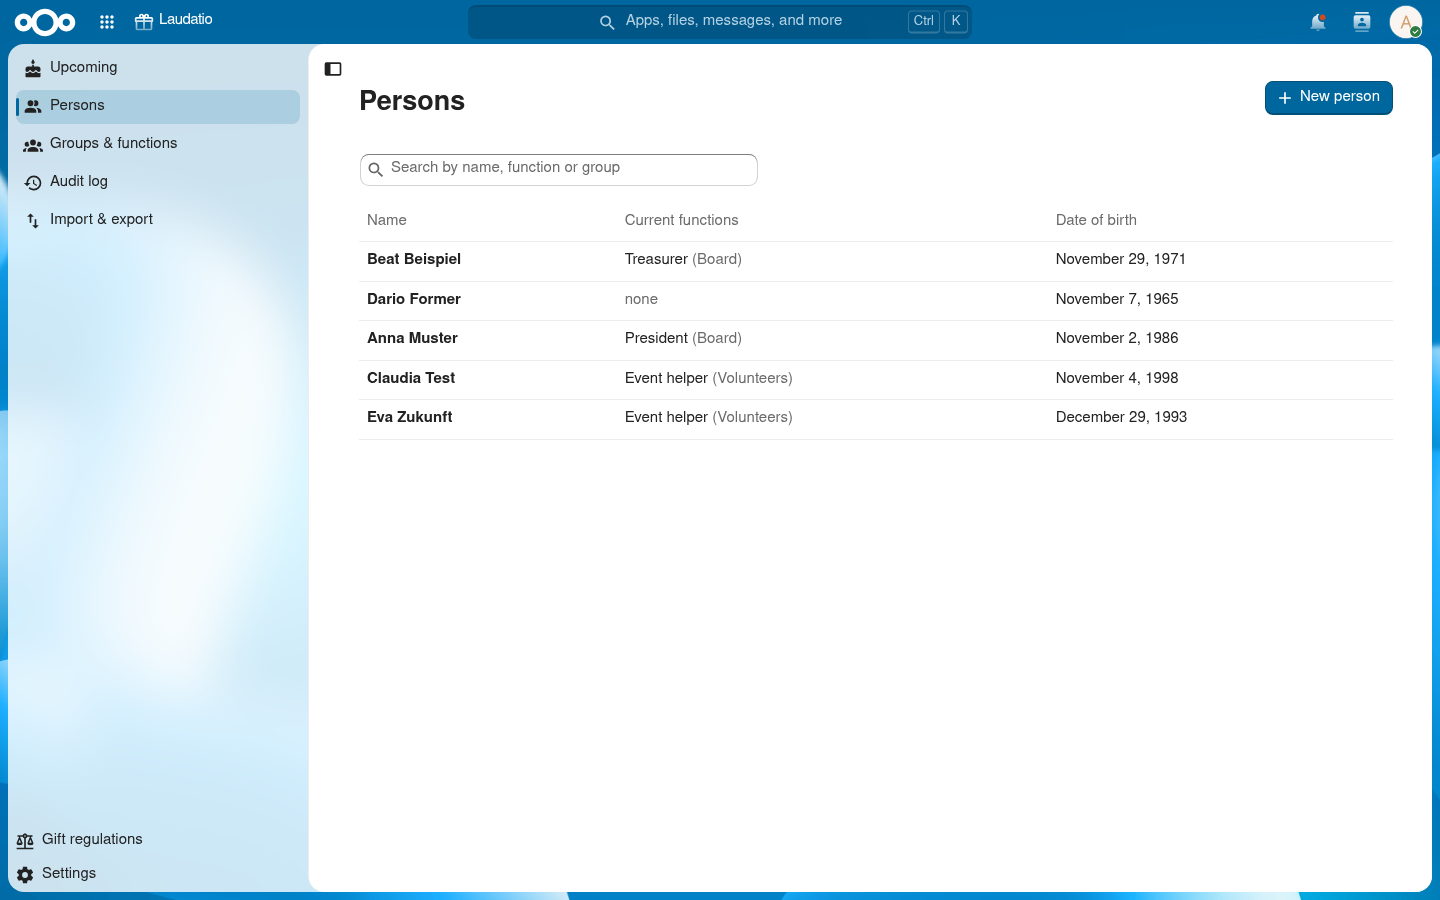 Laudatio
Apps, files, messages, and more
Ctrl K
A
Upcoming
Persons
Groups & functions
Audit log
Import & export
Gift regulations
Settings
Persons
New person
Search by name, function or group
Name Current functions Date of birth
Beat Beispiel Treasurer (Board) November 29, 1971
Dario Former none November 7, 1965
Anna Muster President (Board) November 2, 1986
Claudia Test Event helper (Volunteers) November 4, 1998
Eva Zukunft Event helper (Volunteers) December 29, 1993